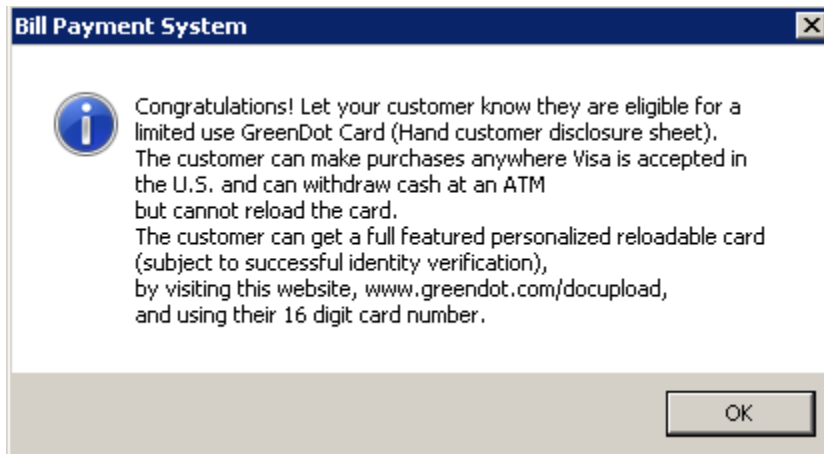 Bill Payment System
Congratulations! Let your customer know they are eligible for a
limited use GreenDot Card (Hand customer disclosure sheet).
The customer can make purchases anywhere Visa is accepted in
the U.S. and can withdraw cash at an ATM
but cannot reload the card.
The customer can get a full featured personalized reloadable card
(subject to successful identity verification),
by visiting this website, www.greendot.com/docupload,
and using their 16 digit card number.
OK